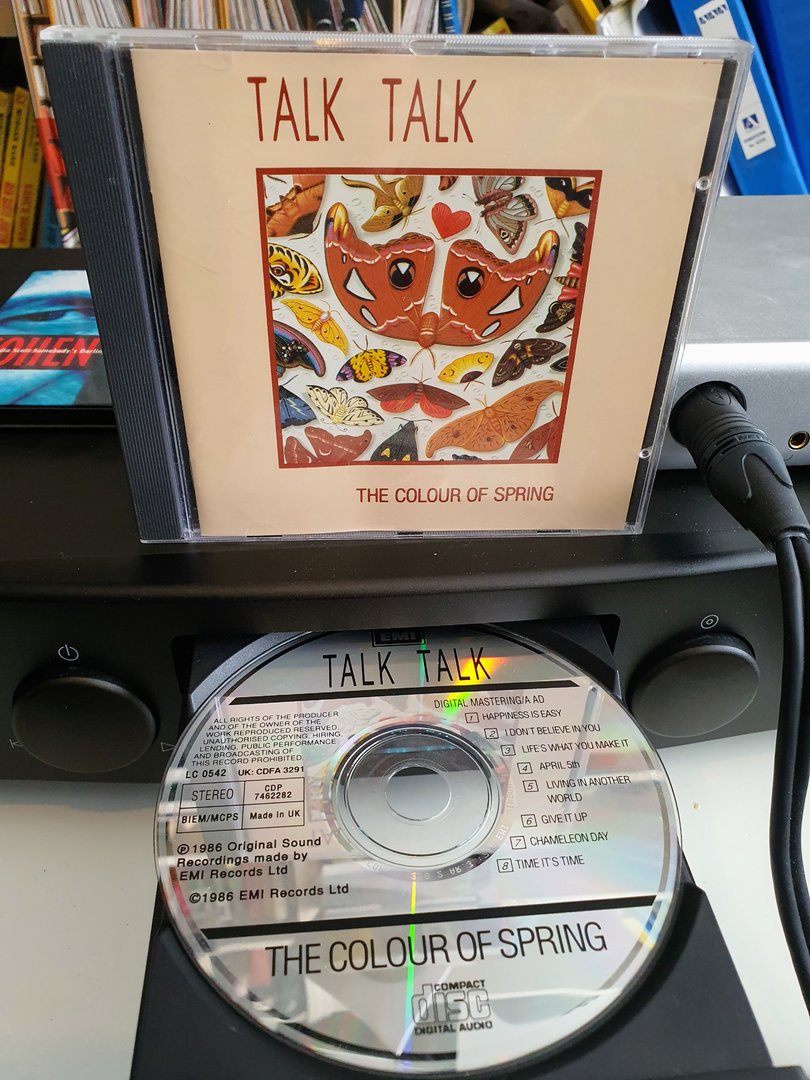 TALK TALK
THE COLOUR OF SPRING
OHEN
EMI
TALK TALK
DIGITAL MASTERING/A AD
1 HAPPINESS IS EASY
2 I DON'T BELIEVE IN YOU
3 LIFE'S WHAT YOU MAKE IT
4 APRIL 5th
5 LIVING IN ANOTHER
WORLD
6 GIVE IT UP
7 CHAMELEON DAY
8 TIME IT'S TIME
ALL RIGHTS OF THE PRODUCER
AND OF THE OWNER OF THE
WORK REPRODUCED RESERVED.
UNAUTHORISED COPYING, HIRING,
LENDING, PUBLIC PERFORMANCE
AND BROADCASTING OF
THIS RECORD PROHIBITED.
LC 0542 UK: CDFA 3291
STEREO
CDP
7462282
BIEM/MCPS
Made in UK
℗1986 Original Sound
Recordings made by
EMI Records Ltd
©1986 EMI Records Ltd
THE COLOUR OF SPRING
COMPACT
disc
DIGITAL AUDIO